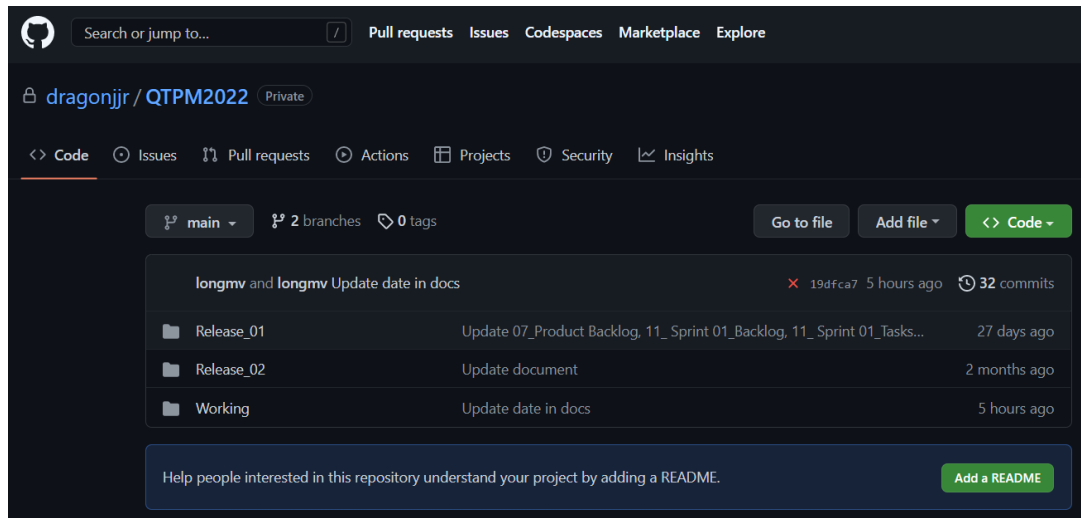 Search or jump to... / Pull requests Issues Codespaces Marketplace Explore
dragonjjr / QTPM2022 Private
Code Issues Pull requests Actions Projects Security Insights
main 2 branches 0 tags Go to file Add file Code
longmv and longmv Update date in docs 19dfca7 5 hours ago 32 commits
Release_01 Update 07_Product Backlog, 11_ Sprint 01_Backlog, 11_ Sprint 01_Tasks... 27 days ago
Release_02 Update document 2 months ago
Working Update date in docs 5 hours ago
Help people interested in this repository understand your project by adding a README. Add a README